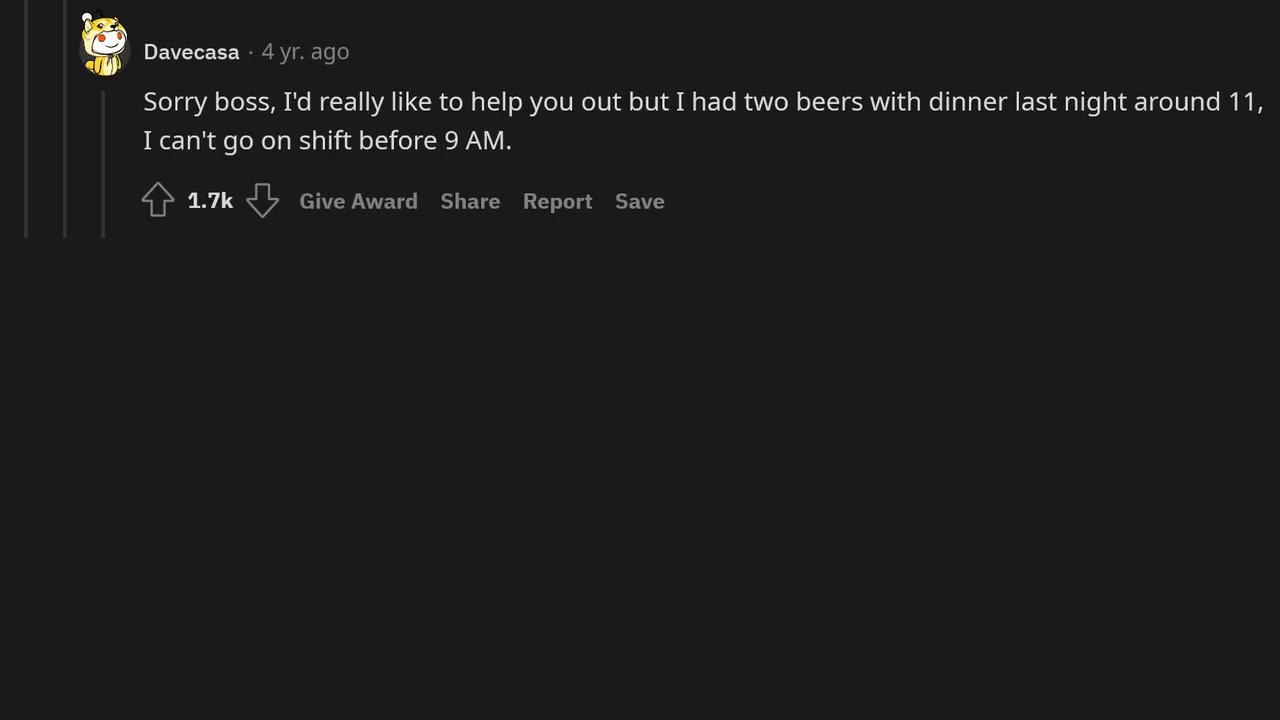 Davecasa · 4 yr. ago
Sorry boss, I'd really like to help you out but I had two beers with dinner last night around 11,
I can't go on shift before 9 AM.
1.7k Give Award Share Report Save